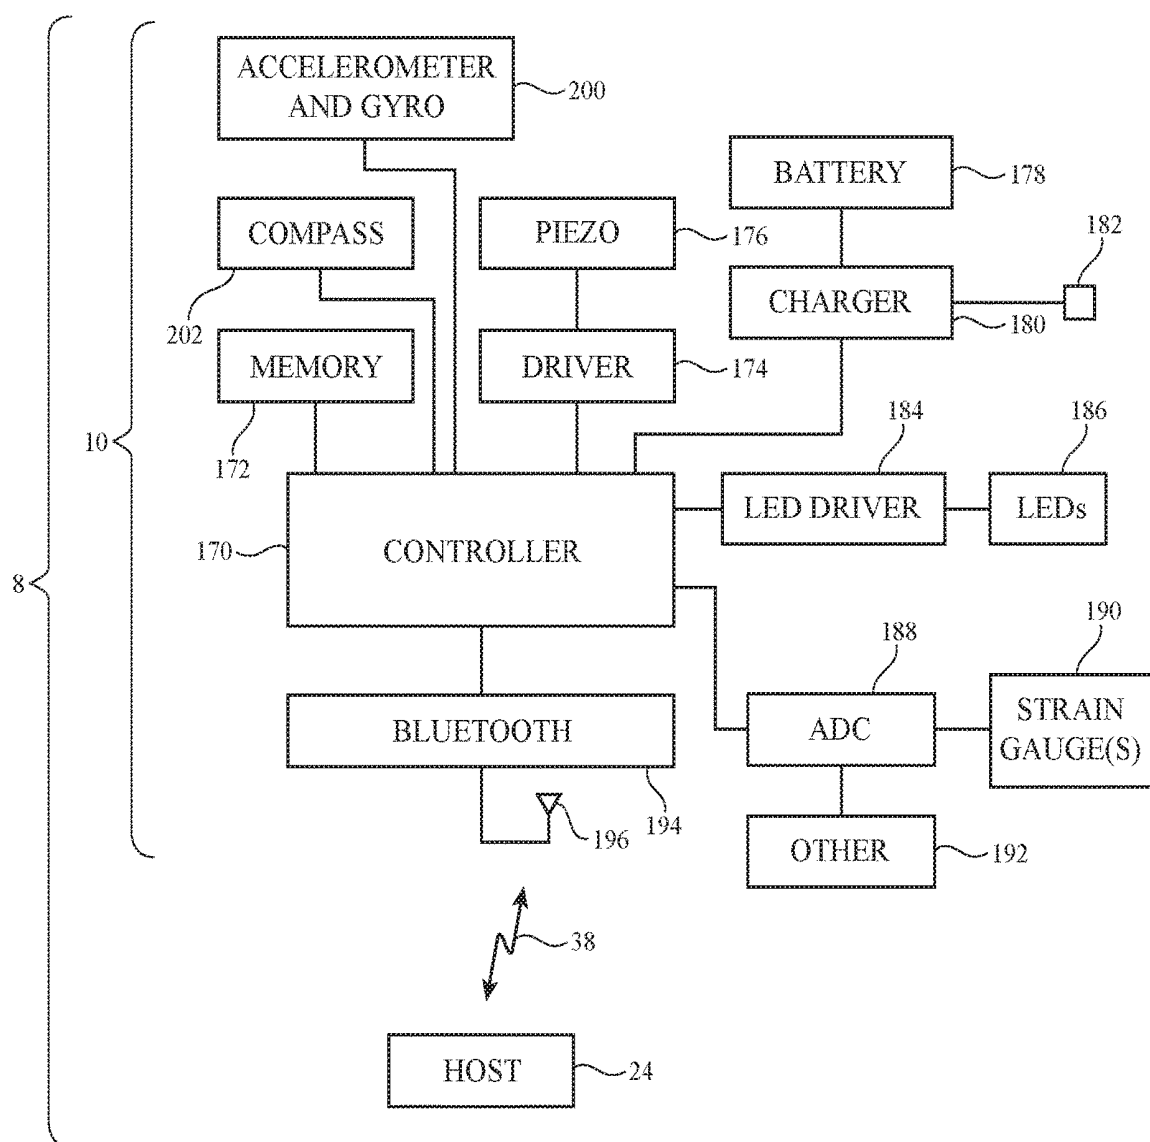 ACCELEROMETER
AND GYRO
200
BATTERY
178
COMPASS
202
PIEZO
176
182
CHARGER
180
MEMORY
172
DRIVER
174
10
184
186
LED DRIVER
LEDs
170
CONTROLLER
8
188
190
BLUETOOTH
194
ADC
STRAIN
GAUGE(S)
196
OTHER
192
38
HOST
24